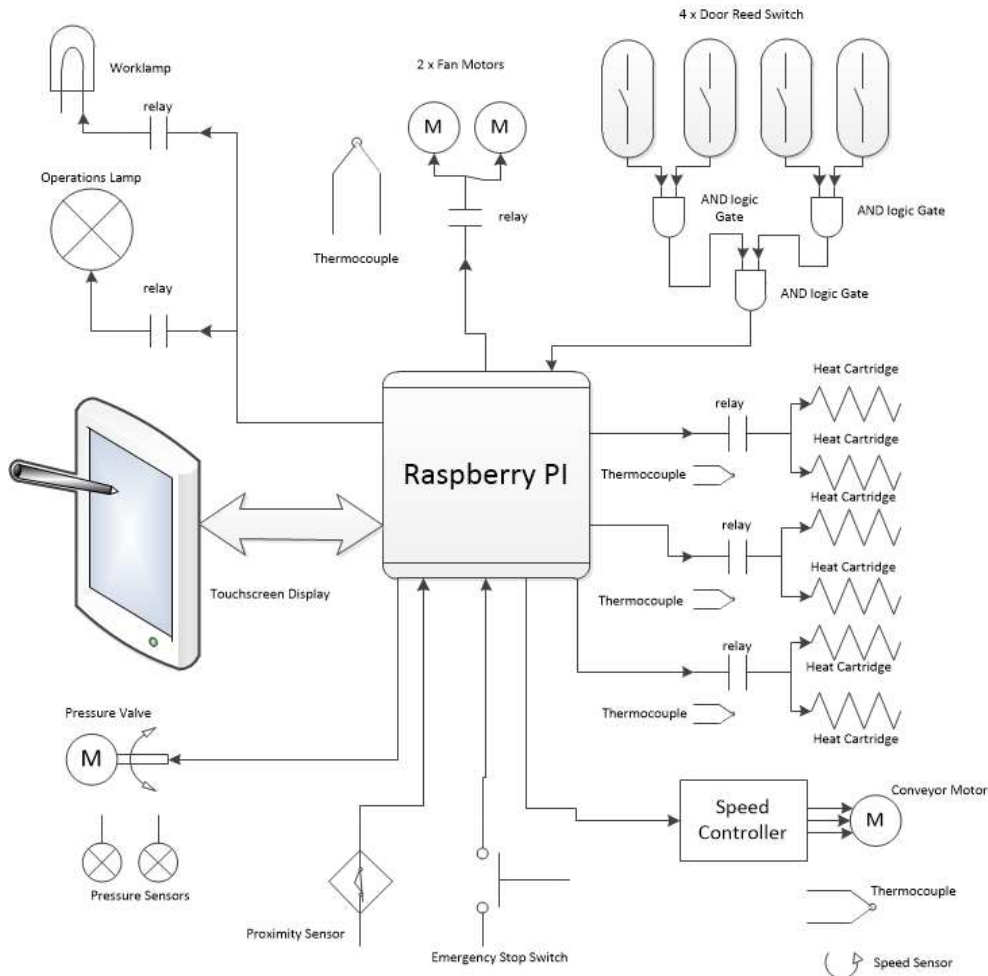 4 x Door Reed Switch
Worklamp
2 x Fan Motors
relay
M M
Operations Lamp
AND logic
Gate
AND logic Gate
relay
Thermocouple
relay
AND logic Gate
Heat Cartridge
relay
Heat Cartridge
Raspberry PI
Thermocouple
Heat Cartridge
relay
Heat Cartridge
Touchscreen Display
Thermocouple
Heat Cartridge
relay
Heat Cartridge
Pressure Valve
Thermocouple
Heat Cartridge
M
Conveyor Motor
Speed
Controller
M
Pressure Sensors
Thermocouple
Proximity Sensor
Emergency Stop Switch
Speed Sensor